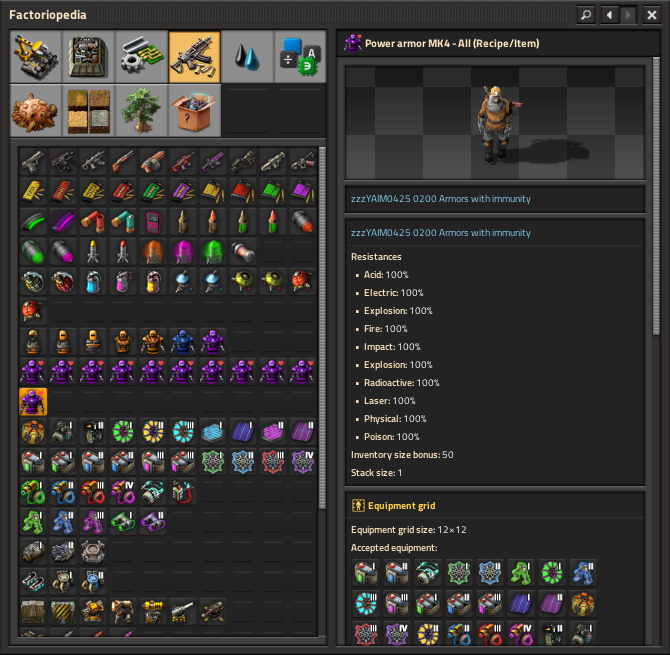 Factoriopedia
Power armor MK4 - All (Recipe/Item)
zzzYAIM0425 0200 Armors with immunity
zzzYAIM0425 0200 Armors with immunity
Resistances
Acid: 100%
Electric: 100%
Explosion: 100%
Fire: 100%
Impact: 100%
Explosion: 100%
Radioactive: 100%
Laser: 100%
Physical: 100%
Poison: 100%
Inventory size bonus: 50
Stack size: 1
Equipment grid
Equipment grid size: 12×12
Accepted equipment: